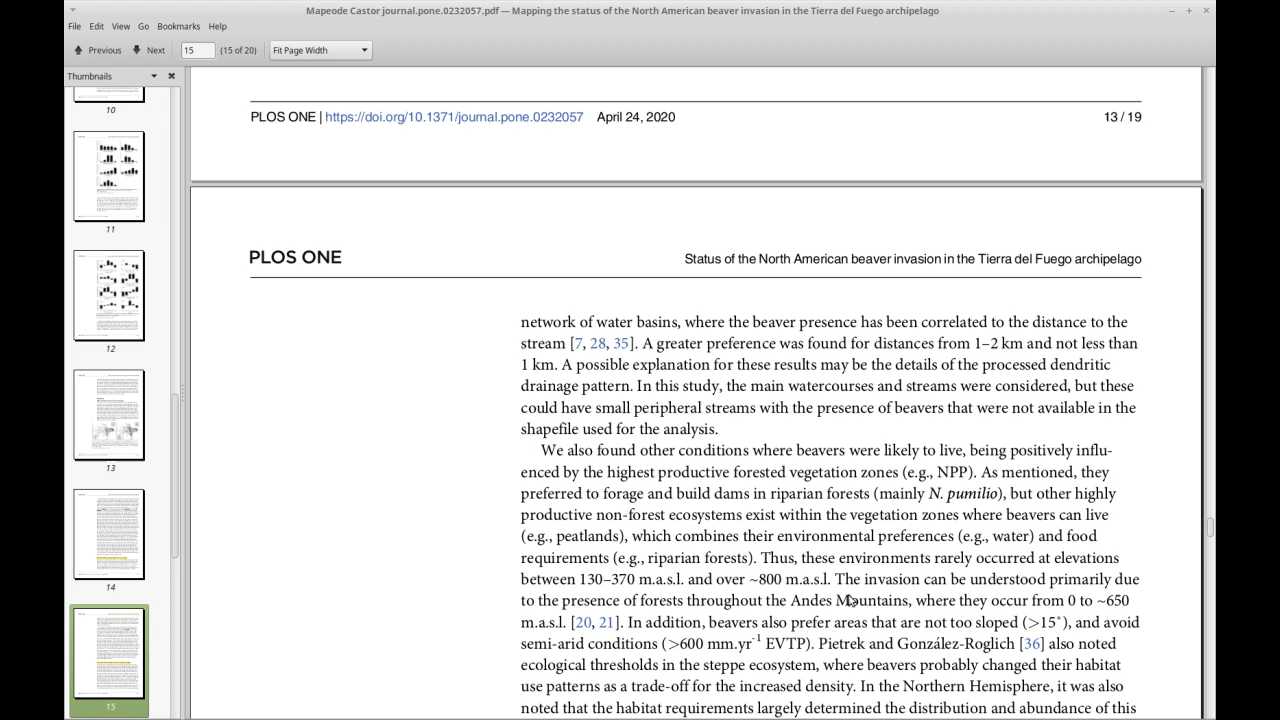 Mapeode Castor journal.pone.0232057.pdf — Mapping the status of the North American beaver invasion in the Tierra del Fuego archipelago
File Edit View Go Bookmarks Help
Previous Next 15 (15 of 20) Fit Page Width
Thumbnails
10
11
12
13
14
15
PLOS ONE | https://doi.org/10.1371/journal.pone.0232057 April 24, 2020 13 / 19
PLOS ONE Status of the North American beaver invasion in the Tierra del Fuego archipelago
work of water basins, where the beaver presence has been correlated to the distance to the
stream [7, 28, 35]. A greater preference was found for distances from 1–2 km and not less than
1 km. A possible explanation for these results may be the details of the processed dendritic
drainage pattern. In this study, the main watercourses and streams were considered, but these
could have small peripheral streams with the presence of beavers that were not available in the
shapefile used for the analysis.
We also found other conditions where beavers were likely to live, being positively influ-
enced by the highest productive forested vegetation zones (e.g., NPP). As mentioned, they
preferred to forage and build dams in riparian forests (mainly N. pumilio), but other highly
productive non-forest ecosystems exist within the vegetation zones where beavers can live
(e.g., peatlands), which combines their environmental preferences (e.g., water) and food
requirements (e.g., riparian forests). Thus, these environments rarely occurred at elevations
between 130–370 m.a.s.l. and over ~800 m.a.s.l. The invasion can be understood primarily due
to the presence of forests throughout the Andes Mountains, where they occur from 0 to ~650
m.a.s.l. [20, 21]. In addition, beavers also prefer areas that are not too sloped (>15˚), and avoid
semi-arid conditions (>600 mm.yr-1 EVTP). Pietrek and González-Roglich [36] also noted
ecological thresholds in the steppe ecosystem where beavers probably changed their habitat
use patterns as a trade-off for the increase density. In the Northern Hemisphere, it was also
noted that the habitat requirements largely determined the distribution and abundance of this